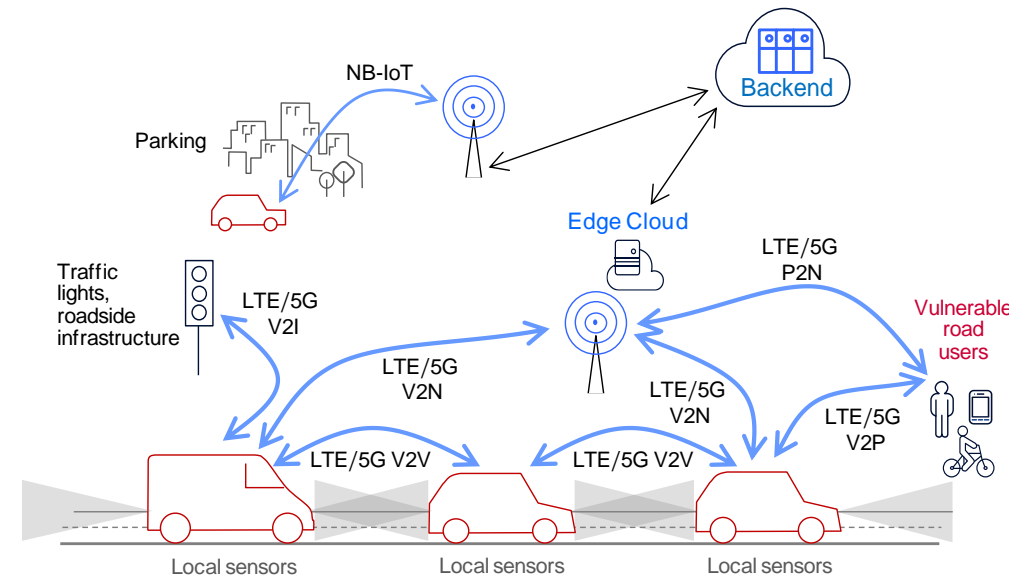 NB-IoT
Backend
Parking
Edge Cloud
LTE/5G
P2N
Traffic
lights,
roadside
infrastructure
LTE/5G
V2I
Vulnerable
road
users
LTE/5G
V2N
LTE/5G
V2N
LTE/5G
V2P
LTE/5G V2V
LTE/5G V2V
Local sensors
Local sensors
Local sensors